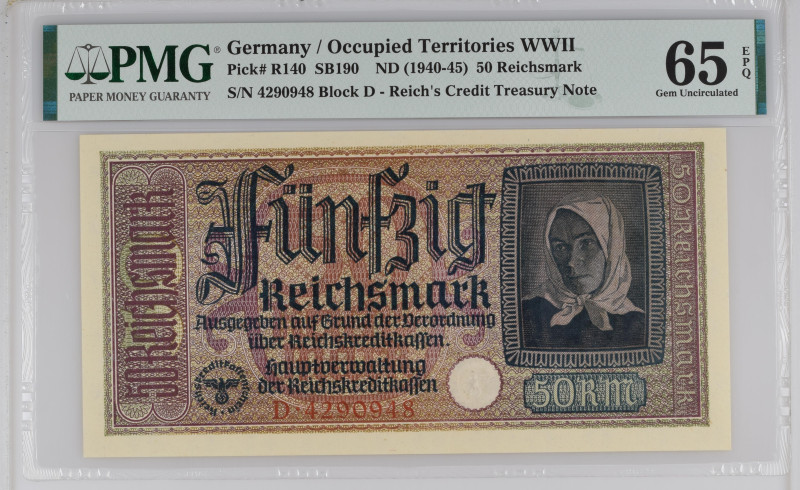 PMG
PAPER MONEY GUARANTY
Germany / Occupied Territories WWII
Pick# R140 SB190 ND (1940-45) 50 Reichsmark
S/N 4290948 Block D - Reich's Credit Treasury Note
65 EPQ
Gem Uncirculated
50 Reichsmark
Fünfzig
Reichsmark
Ausgegeben auf Grund der Verordnung
über Reichskreditkassen.
Hauptverwaltung
der Reichskreditkassen
D·4290948
50RM
50 Reichsmark